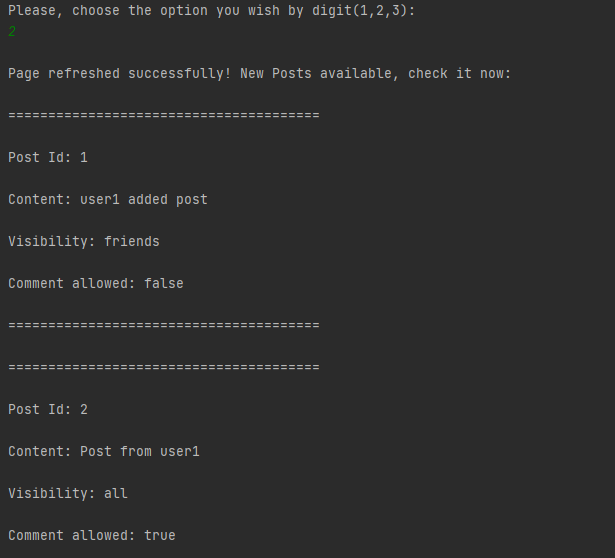 Please, choose the option you wish by digit(1,2,3):
2
Page refreshed successfully! New Posts available, check it now:
=======================================
Post Id: 1
Content: user1 added post
Visibility: friends
Comment allowed: false
=======================================
=======================================
Post Id: 2
Content: Post from user1
Visibility: all
Comment allowed: true